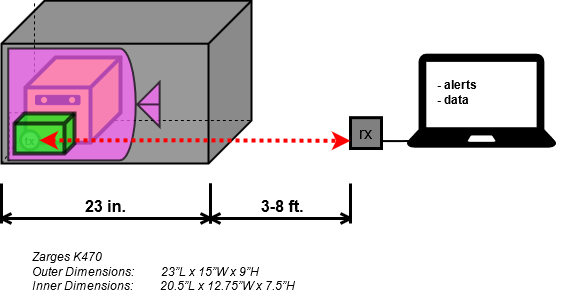 - alerts
- data
tx
rx
23 in.
3-8 ft.
Zarges K470
Outer Dimensions: 23”L x 15”W x 9”H
Inner Dimensions: 20.5”L x 12.75”W x 7.5”H